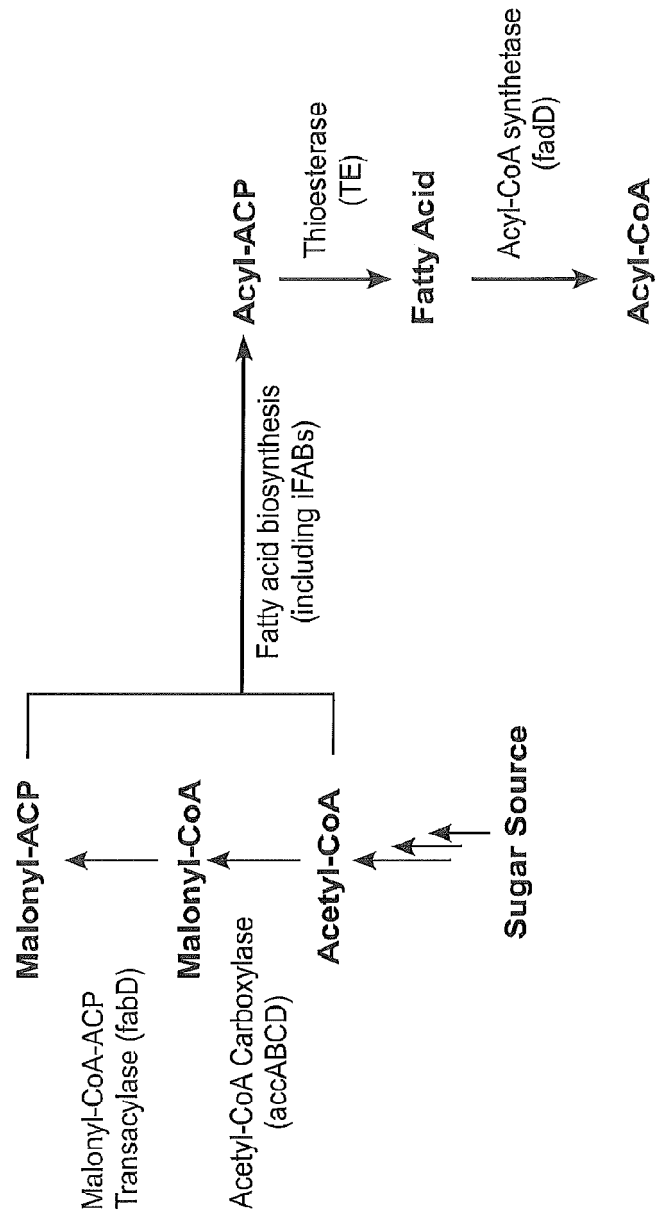 Malonyl-CoA-ACP
Transacylase (fabD)
Malonyl-ACP
Acetyl-CoA Carboxylase
(accABCD)
Malonyl-CoA
Acetyl-CoA
Sugar Source
Fatty acid biosynthesis
(including iFABs)
Acyl-ACP
Thioesterase
(TE)
Fatty Acid
Acyl-CoA synthetase
(fadD)
Acyl-CoA